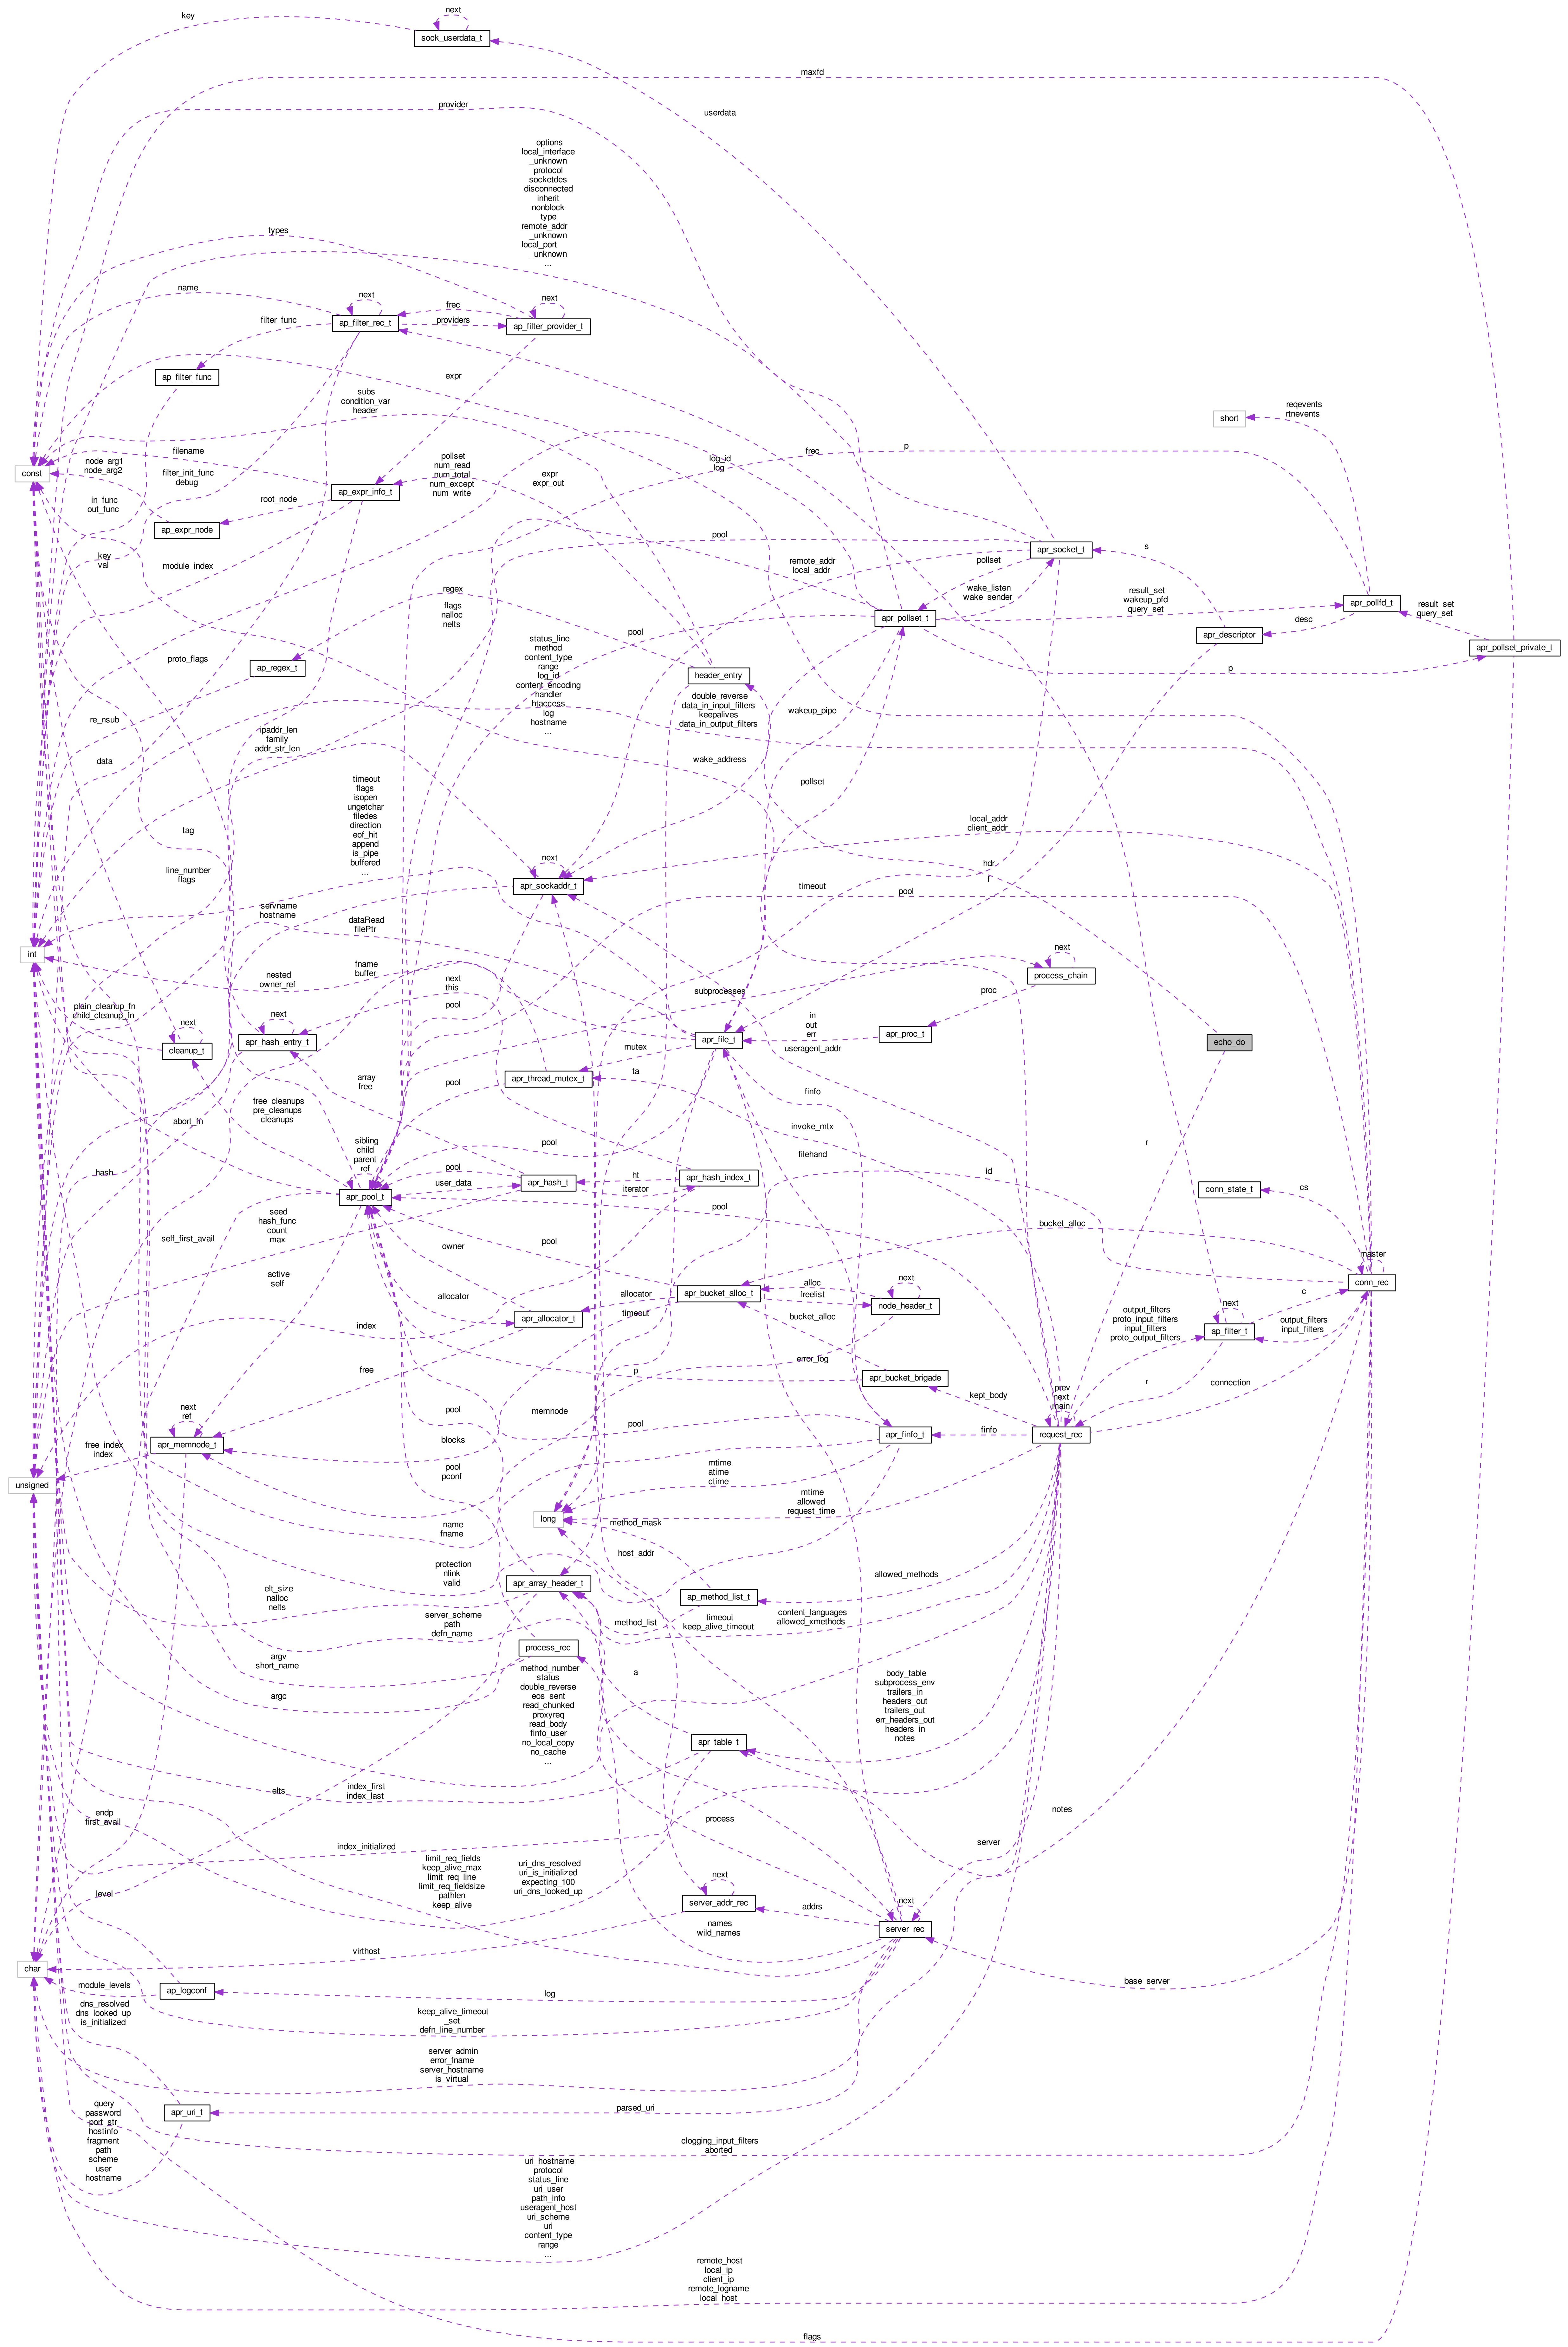 key
next
sock_userdata_t
maxfd
provider
userdata
options
local_interface
_unknown
protocol
socketdes
disconnected
inherit
nonblock
type
remote_addr
_unknown
local_port
_unknown
...
types
name
next
frec
next
ap_filter_rec_t
providers
ap_filter_provider_t
filter_func
ap_filter_func
expr
subs
condition_var
header
reqevents
rtnevents
short
const
node_arg1
node_arg2
filename
filter_init_func
debug
pollset
num_read
num_total
num_except
num_write
log_id
log
frec
p
expr
expr_out
ap_expr_info_t
root_node
ap_expr_node
in_func
out_func
key
val
module_index
pool
apr_socket_t
s
pollset
remote_addr
local_addr
wake_listen
wake_sender
result_set
wakeup_pfd
query_set
apr_pollfd_t
result_set
query_set
regex
flags
nalloc
nelts
apr_pollset_t
desc
apr_descriptor
apr_pollset_private_t
pool
status_line
method
content_type
range
log_id
content_encoding
handler
htaccess
log
hostname
...
proto_flags
ap_regex_t
header_entry
p
double_reverse
data_in_input_filters
keepalives
data_in_output_filters
wakeup_pipe
re_nsub
ipaddr_len
family
addr_str_len
data
wake_address
timeout
flags
isopen
ungetchar
filedes
direction
eof_hit
append
is_pipe
buffered
...
pollset
tag
local_addr
client_addr
next
hdr
line_number
flags
apr_sockaddr_t
f
timeout
pool
servname
hostname
dataRead
filePtr
int
nested
owner_ref
fname
buffer
next
this
next
process_chain
subprocesses
plain_cleanup_fn
child_cleanup_fn
pool
proc
next
next
in
out
err
apr_proc_t
echo_do
cleanup_t
apr_hash_entry_t
apr_file_t
useragent_addr
mutex
ta
apr_thread_mutex_t
array
free
pool
finfo
free_cleanups
pre_cleanups
cleanups
abort_fn
invoke_mtx
sibling
child
parent
ref
pool
filehand
r
hash
pool
ht
id
apr_pool_t
user_data
apr_hash_t
iterator
apr_hash_index_t
conn_state_t
cs
pool
seed
hash_func
count
max
self_first_avail
owner
pool
bucket_alloc
master
active
self
alloc
next
conn_rec
allocator
allocator
apr_bucket_alloc_t
freelist
node_header_t
c
index
apr_allocator_t
timeout
bucket_alloc
output_filters
proto_input_filters
input_filters
proto_output_filters
next
ap_filter_t
output_filters
input_filters
free
p
error_log
apr_bucket_brigade
r
connection
next
ref
pool
memnode
pool
kept_body
prev
next
main
apr_memnode_t
blocks
apr_finfo_t
finfo
request_rec
free_index
index
pool
pconf
mtime
atime
ctime
unsigned
mtime
allowed
request_time
long
name
fname
method_mask
host_addr
protection
nlink
valid
allowed_methods
apr_array_header_t
elt_size
nalloc
nelts
ap_method_list_t
server_scheme
path
defn_name
method_list
timeout
keep_alive_timeout
content_languages
allowed_xmethods
process_rec
argv
short_name
method_number
status
double_reverse
eos_sent
read_chunked
proxyreq
read_body
finfo_user
no_local_copy
no_cache
...
a
body_table
subprocess_env
trailers_in
headers_out
trailers_out
err_headers_out
headers_in
notes
argc
apr_table_t
elts
index_first
index_last
endp
first_avail
process
notes
server
index_initialized
limit_req_fields
keep_alive_max
limit_req_line
limit_req_fieldsize
pathlen
keep_alive
uri_dns_resolved
uri_is_initialized
expecting_100
uri_dns_looked_up
next
level
server_addr_rec
addrs
next
server_rec
names
wild_names
virthost
char
module_levels
ap_logconf
base_server
log
dns_resolved
dns_looked_up
is_initialized
keep_alive_timeout
_set
defn_line_number
server_admin
error_fname
server_hostname
is_virtual
query
password
port_str
hostinfo
fragment
path
scheme
user
hostname
apr_uri_t
parsed_uri
clogging_input_filters
aborted
uri_hostname
protocol
status_line
uri_user
path_info
useragent_host
uri_scheme
uri
content_type
range
...
remote_host
local_ip
client_ip
remote_logname
local_host
flags